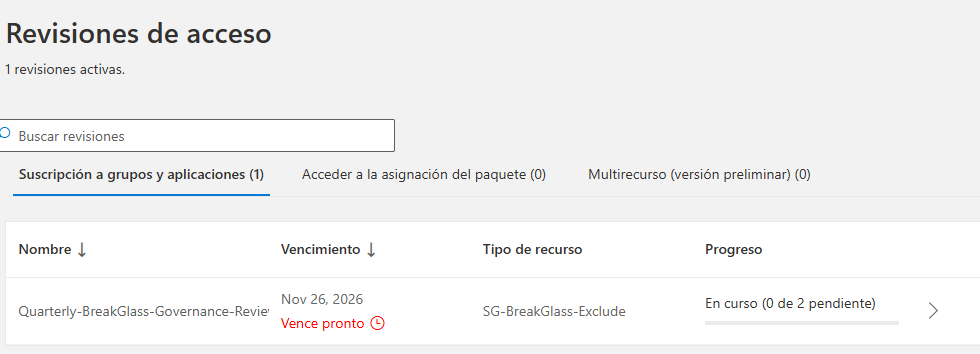 Revisiones de acceso
1 revisiones activas.
Buscar revisiones
Suscripción a grupos y aplicaciones (1) Acceder a la asignación del paquete (0) Multirecurso (versión preliminar) (0)
Nombre Vencimiento Tipo de recurso Progreso
Quarterly-BreakGlass-Governance-Review Nov 26, 2026 SG-BreakGlass-Exclude En curso (0 de 2 pendiente)
Vence pronto